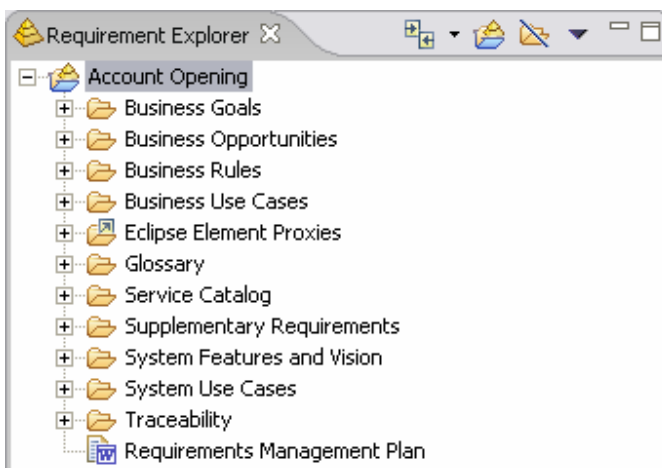 Requirement Explorer
Account Opening
Business Goals
Business Opportunities
Business Rules
Business Use Cases
Eclipse Element Proxies
Glossary
Service Catalog
Supplementary Requirements
System Features and Vision
System Use Cases
Traceability
Requirements Management Plan